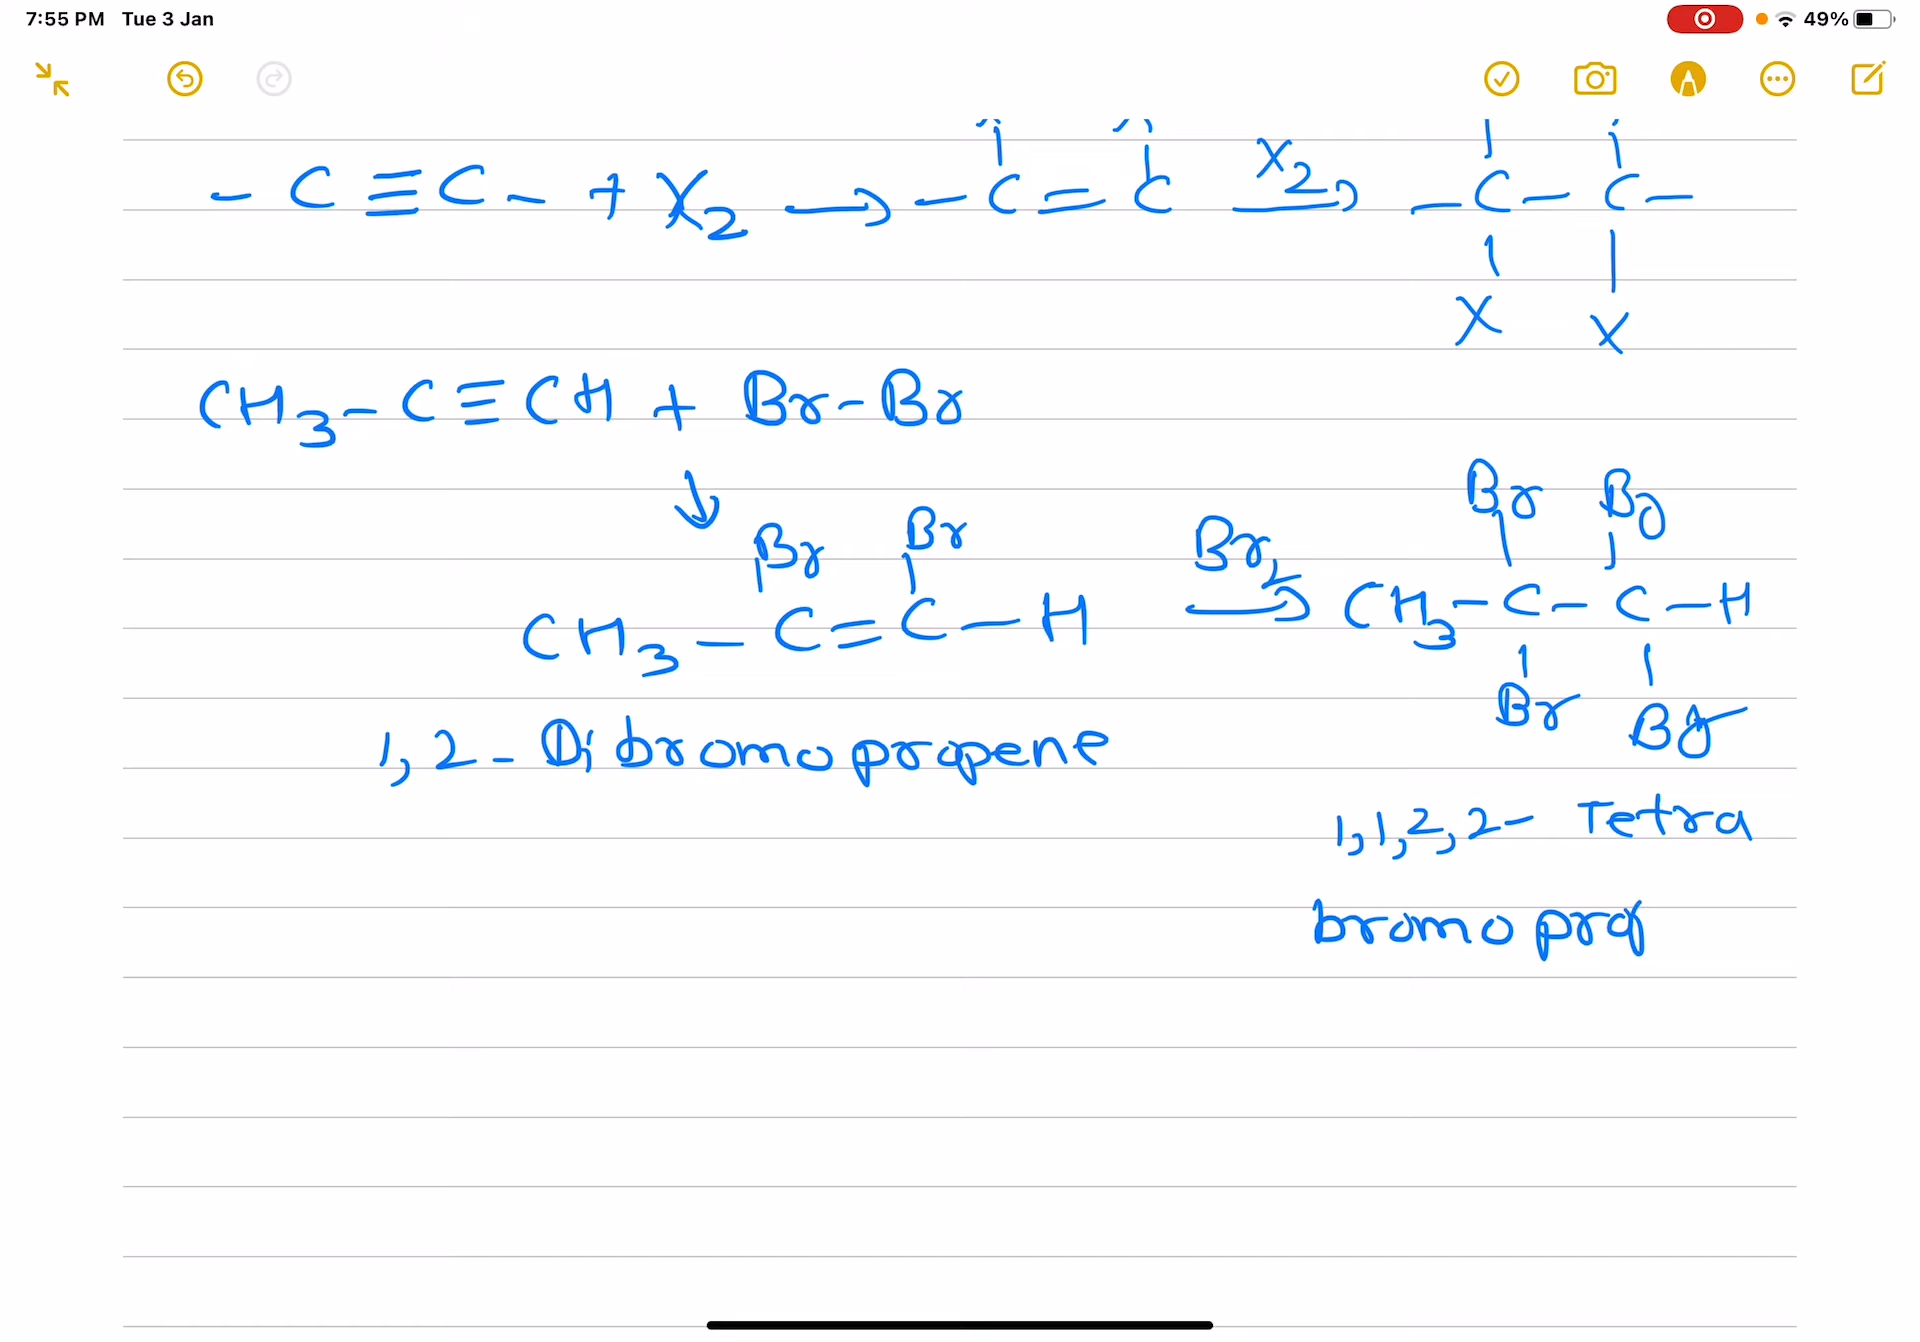 7:55 PM Tue 3 Jan 49%
- C ≡ C - + X₂ → - C = C X₂ → - C - C -
X X
CH₃ - C ≡ CH + Br - Br
↓
Br Br Br₂ Br Br
CH₃ - C = C - H → CH₃ - C - C - H
Br Br
1,2 - Dibromopropene
1,1,2,2 - Tetra
bromo prop